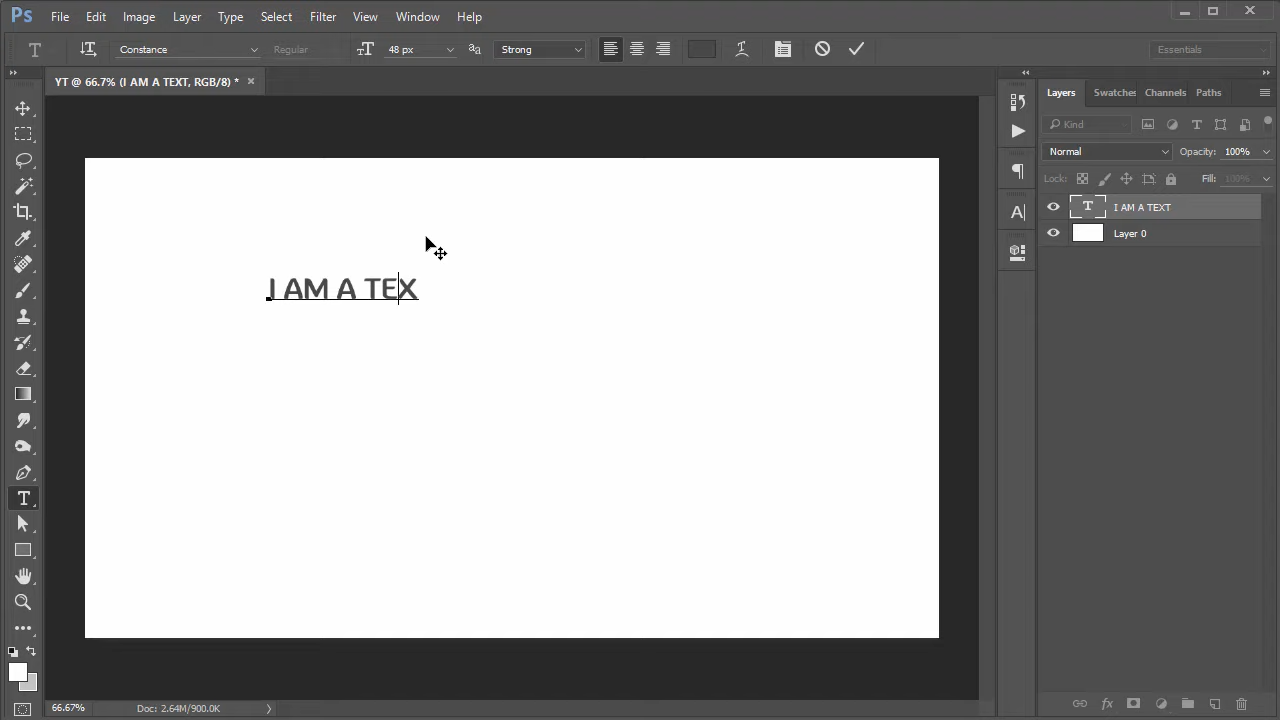 Ps File Edit Image Layer Type Select Filter View Window Help
T Constance Regular 48 px Strong Essentials
YT @ 66.7% (I AM A TEXT, RGB/8) *
Layers Swatches Channels Paths
Kind
Normal Opacity: 100%
Lock: Fill: 100%
I AM A TEXT
Layer 0
I AM A TEX
66.67% Doc: 2.64M/900.0K